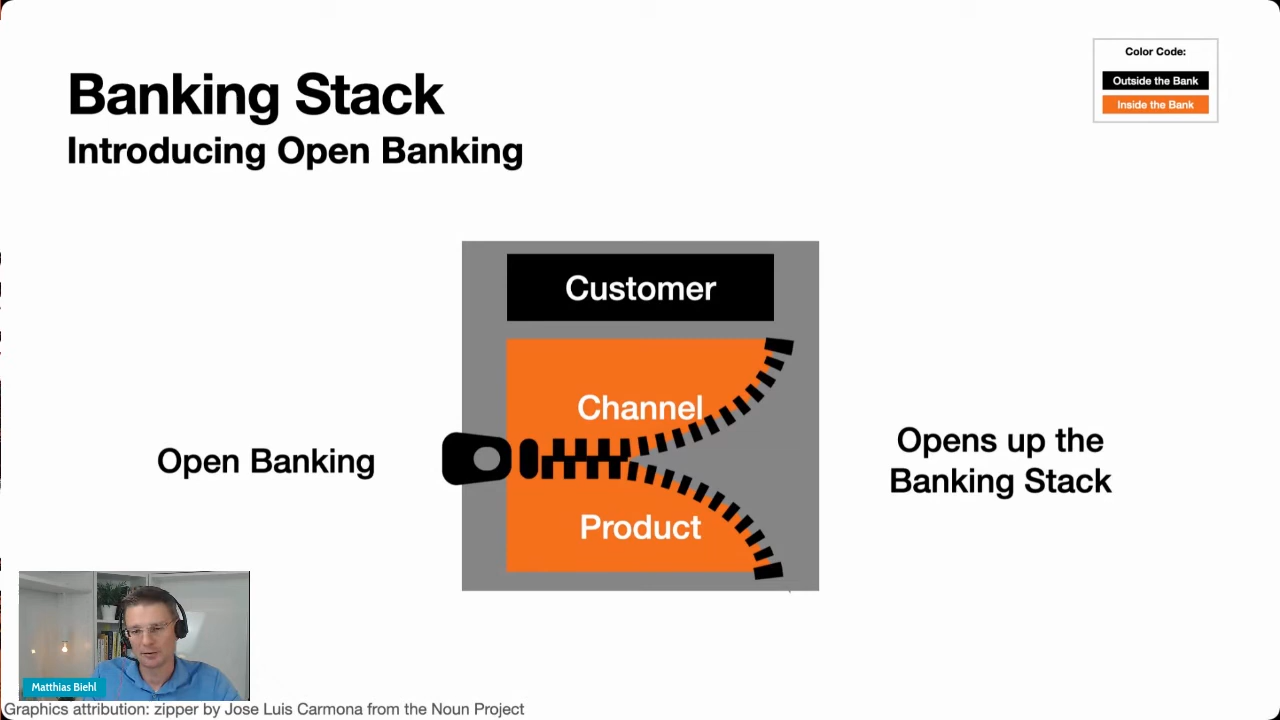 Banking Stack
Introducing Open Banking
Color Code:
Outside the Bank
Inside the Bank
Customer
Channel
Product
Open Banking
Opens up the
Banking Stack
Matthias Biehl
Graphics attribution: zipper by Jose Luis Carmona from the Noun Project